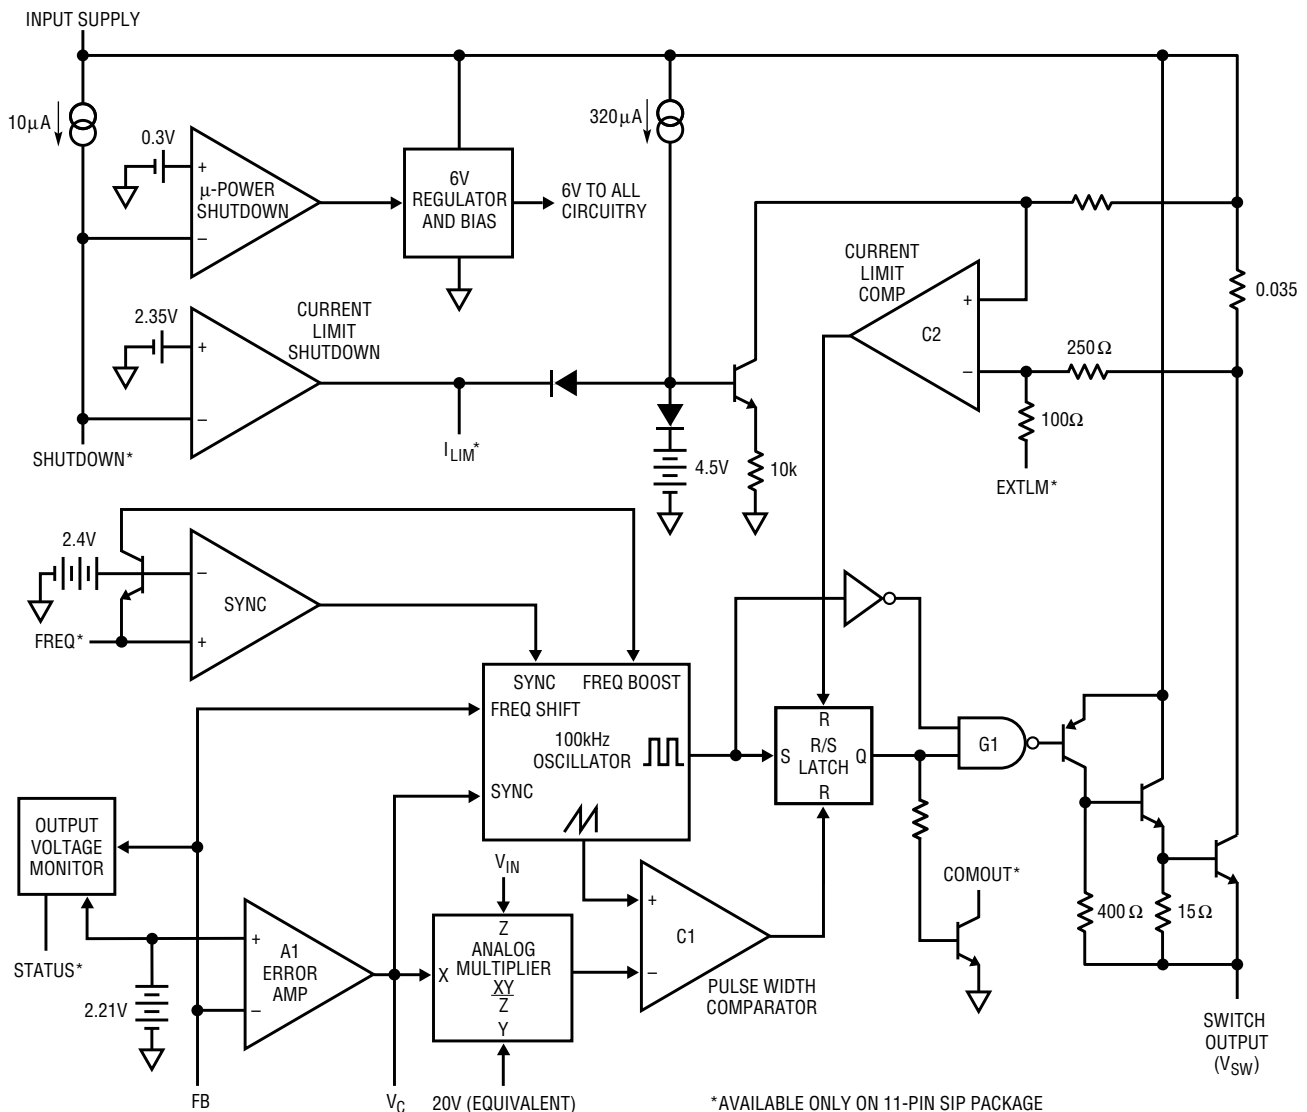 INPUT SUPPLY
10µA
0.3V
+
µ-POWER
SHUTDOWN
–
320µA
6V
REGULATOR
AND BIAS
6V TO ALL
CIRCUITRY
2.35V
+
–
CURRENT
LIMIT
SHUTDOWN
SHUTDOWN*
ILIM*
4.5V
10k
CURRENT
LIMIT
COMP
+
C2
–
0.035
250Ω
100Ω
EXTLM*
2.4V
–
SYNC
+
FREQ*
SYNC
FREQ BOOST
FREQ SHIFT
100kHz
OSCILLATOR
SYNC
R
S
R/S
LATCH
Q
R
G1
OUTPUT
VOLTAGE
MONITOR
STATUS*
2.21V
+
A1
ERROR
AMP
–
VIN
Z
ANALOG
MULTIPLIER
X
XY
Z
Y
+
C1
–
PULSE WIDTH
COMPARATOR
COMOUT*
400Ω
15Ω
SWITCH
OUTPUT
(VSW)
FB
VC
20V (EQUIVALENT)
*AVAILABLE ONLY ON 11-PIN SIP PACKAGE